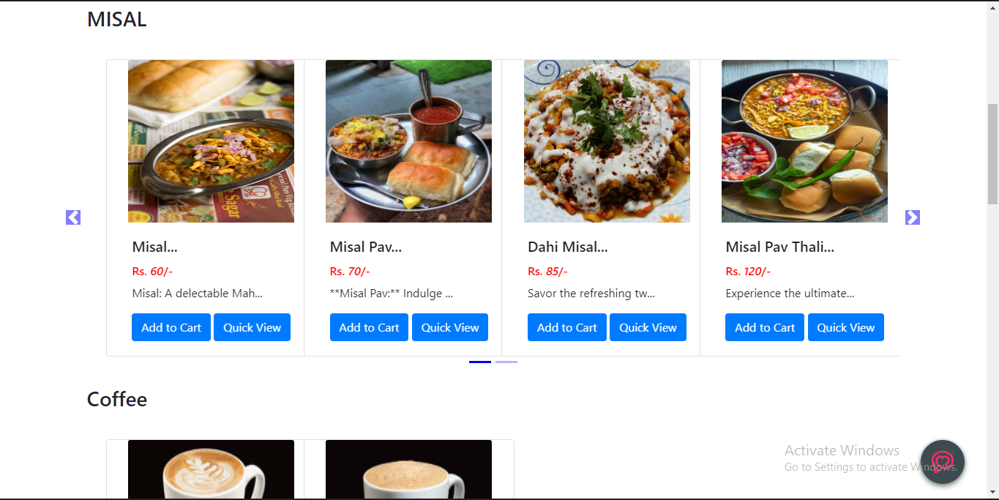 MISAL
Sagar
Misal...
Misal Pav...
Dahi Misal...
Misal Pav Thali...
Rs. 60/-
Rs. 70/-
Rs. 85/-
Rs. 120/-
Misal: A delectable Mah...
**Misal Pav:** Indulge ...
Savor the refreshing tw...
Experience the ultimate...
Add to Cart Quick View
Add to Cart Quick View
Add to Cart Quick View
Add to Cart Quick View
Coffee
Activate Windows
Go to Settings to activate Windows.